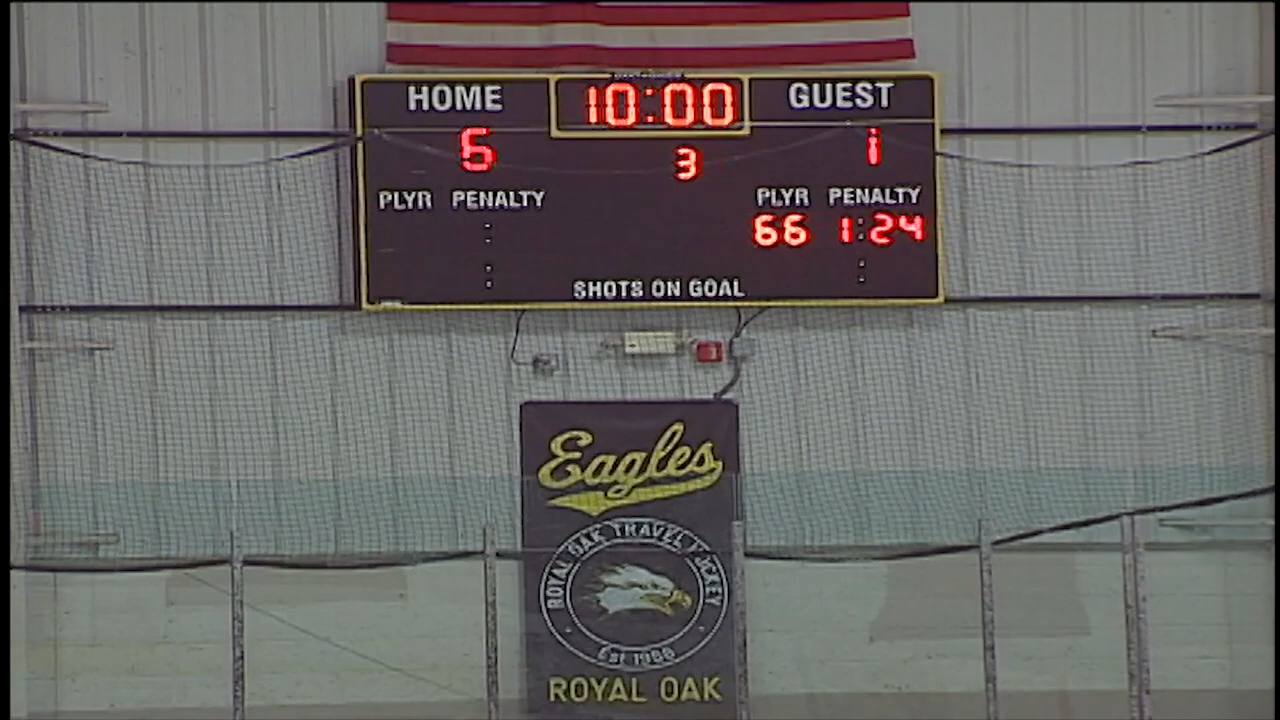 HOME 10:00 GUEST
6 3 1
PLYR PENALTY PLYR PENALTY
66 1:24
SHOTS ON GOAL
Eagles
ROYAL OAK TRAVEL HOCKEY
Est 1966
ROYAL OAK